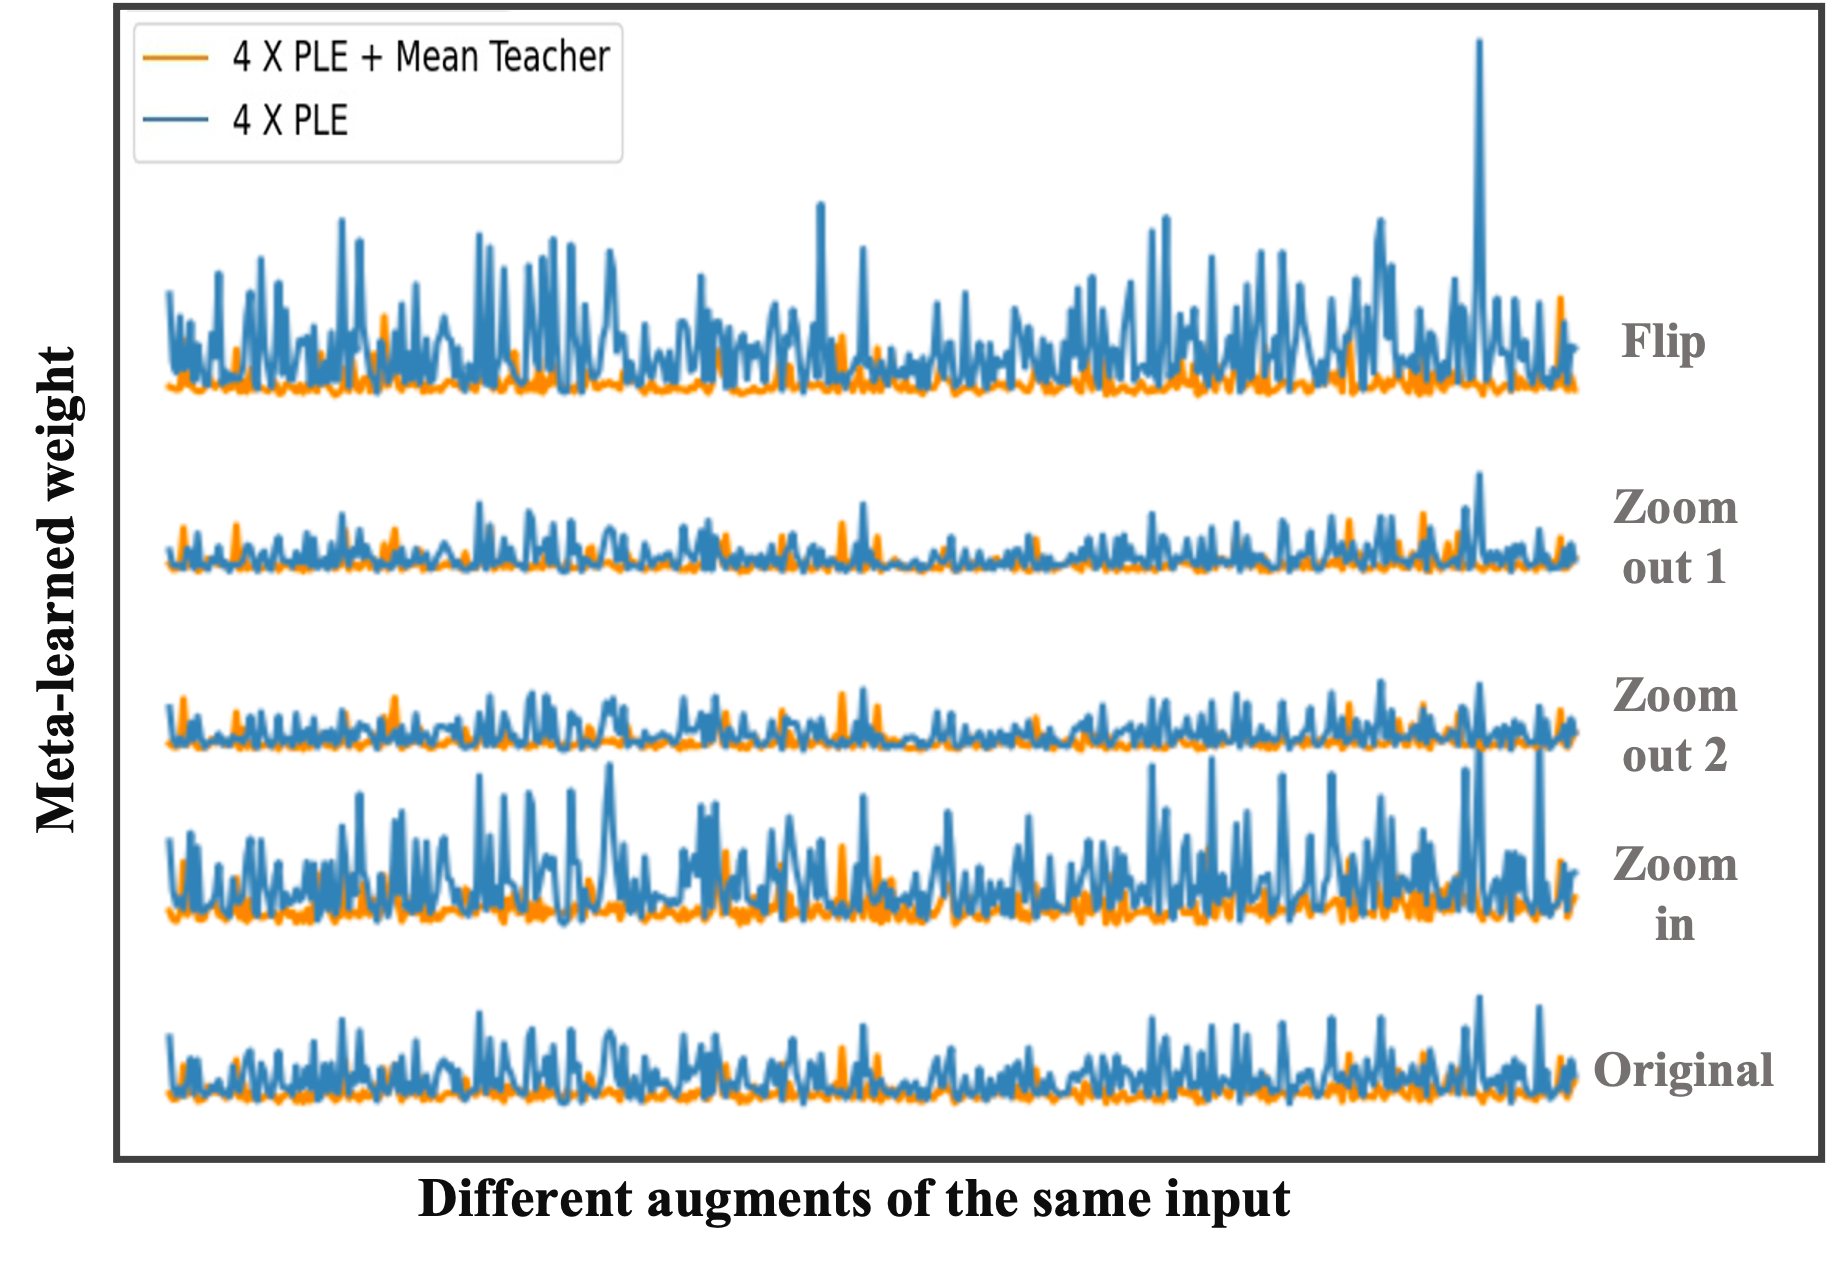 4 X PLE + Mean Teacher
4 X PLE
Meta-learned weight
Flip
Zoom
out 1
Zoom
out 2
Zoom
in
Original
Different augments of the same input